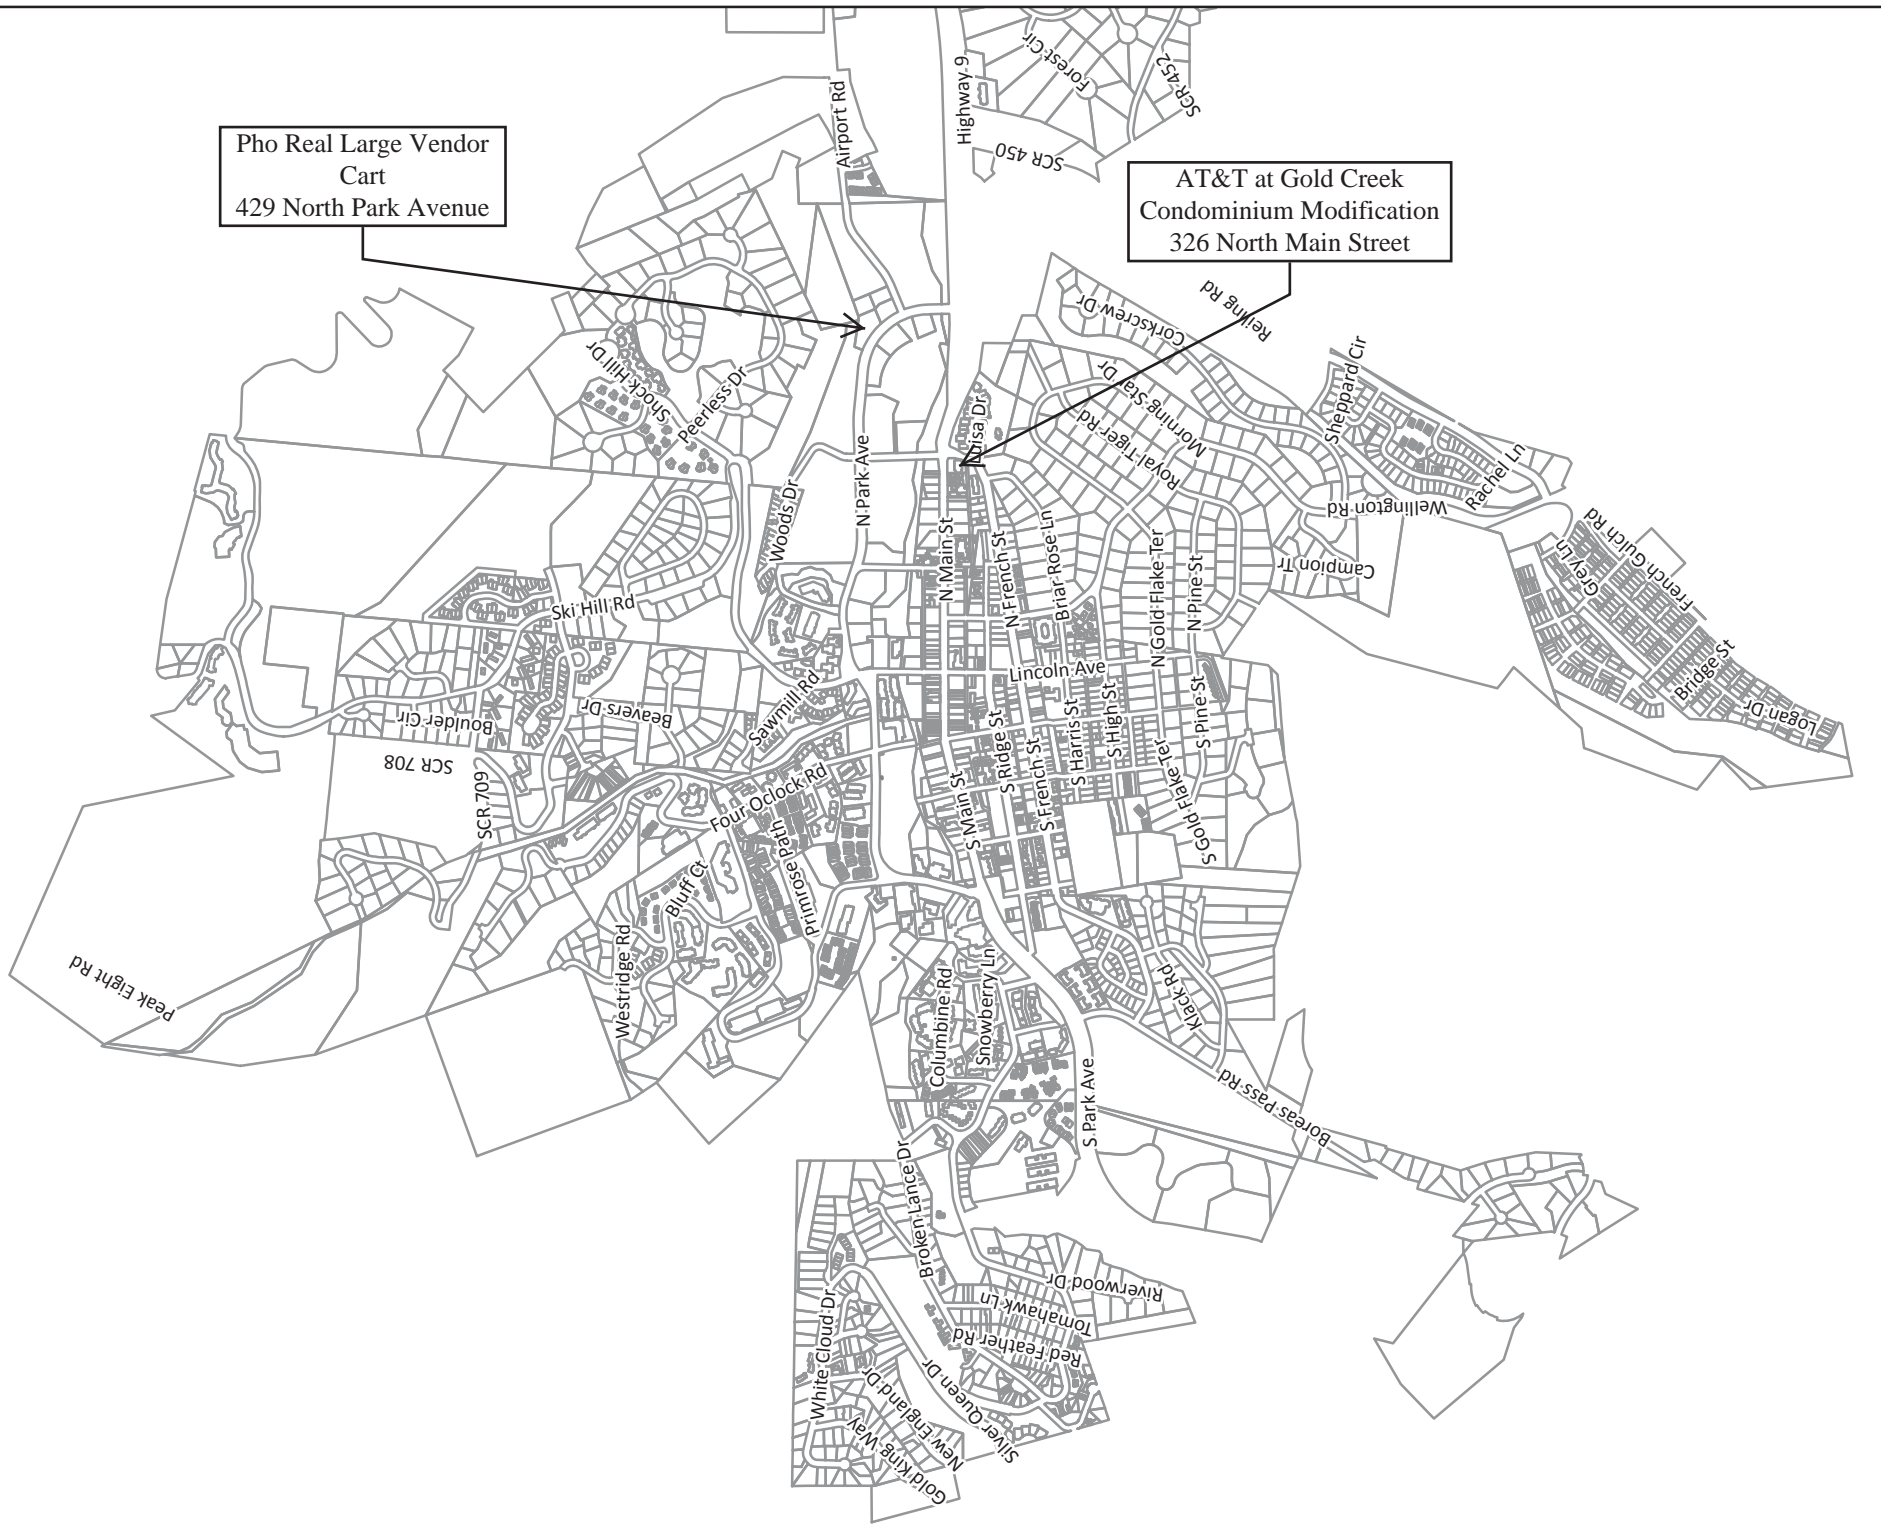 Forest Cir
SCR 452
Highway 9
SCR 450
Airport Rd
Pho Real Large Vendor
Cart
429 North Park Avenue
AT&T at Gold Creek
Condominium Modification
326 North Main Street
Reiling Rd
Corkscrew Dr
Shock Hill Dr
Peerless Dr
Sheppard Cir
Morning Star Dr
Royal Tiger Rd
Luisa Dr
N Park Ave
Woods Dr
Rachel Ln
Wellington Rd
N Main St
N French St
Briar Rose Ln
N Gold Flake Ter
N Pine St
Campion Tr
French Gulch Rd
Grey Ln
Bridge St
Logan Dr
Ski Hill Rd
Lincoln Ave
Boulder Cir
Beavers Dr
Sawmill Rd
SCR 708
SCR 709
Four Oclock Rd
Primrose Path
S Main St
S Ridge St
S French St
S Harris St
S High St
S Gold Flake Ter
S Pine St
Bluff Ct
Westridge Rd
Peak Eight Rd
Columbine Rd
Snowberry Ln
Klack Rd
S Park Ave
Boreas Pass Rd
Broken Lance Dr
Riverwood Dr
Tomahawk Ln
Red Feather Rd
White Cloud Dr
Silver Queen Dr
New England Dr
Gold King Way